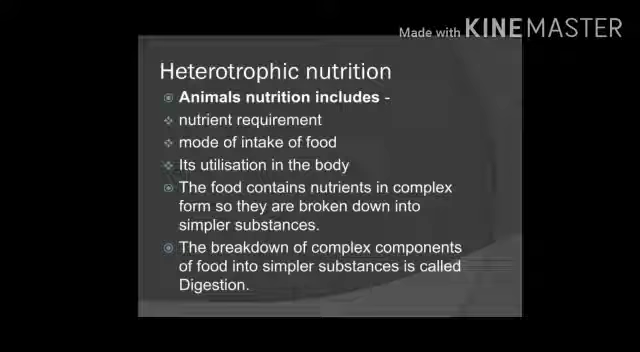 Made with KINEMASTER
Heterotrophic nutrition
Animals nutrition includes -
nutrient requirement
mode of intake of food
Its utilisation in the body
The food contains nutrients in complex
form so they are broken down into
simpler substances.
The breakdown of complex components
of food into simpler substances is called
Digestion.